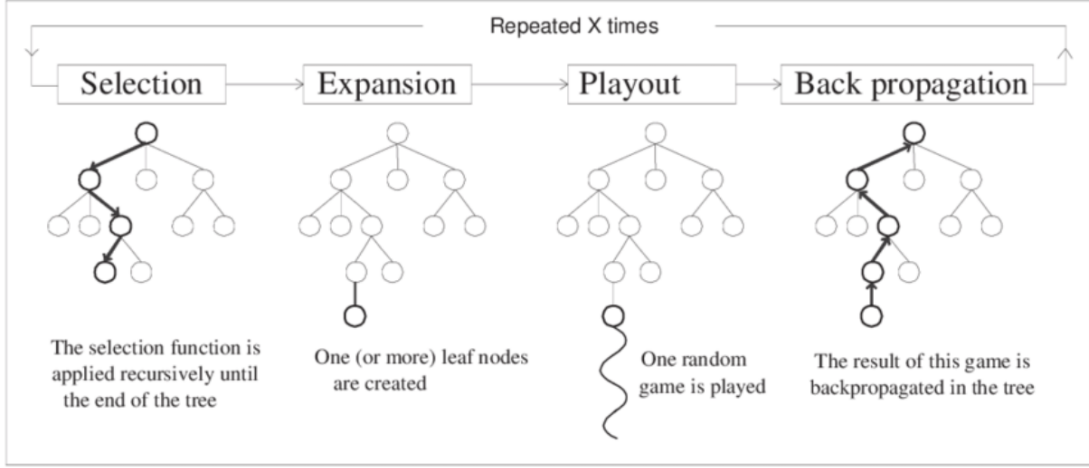 Repeated X times
Selection
Expansion
Playout
Back propagation
The selection function is
applied recursively until
the end of the tree
One (or more) leaf nodes
are created
One random
game is played
The result of this game is
backpropagated in the tree